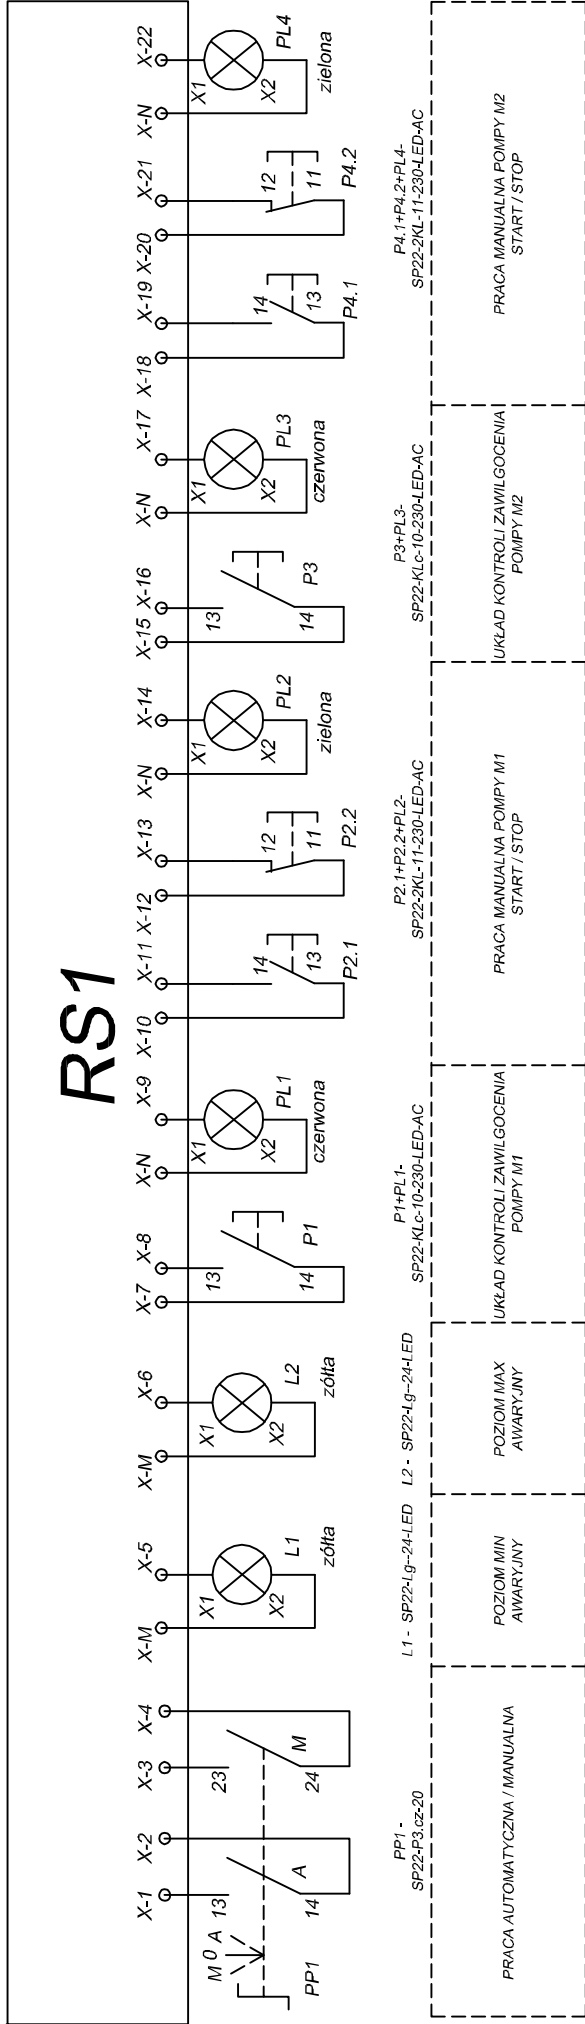 RS1
X-1
X-2
X-3
X-4
X-M
X-5
X-M
X-6
X-7
X-8
X-N
X-9
X-10
X-11
X-12
X-13
X-N
X-14
X-15
X-16
X-N
X-17
X-18
X-19
X-20
X-21
X-N
X-22
M 0 A
PP1
13
14
A
23
24
M
X1
X2
L1
żółta
X1
X2
L2
żółta
13
14
P1
X1
X2
PL1
czerwona
14
13
P2.1
12
11
P2.2
X1
X2
PL2
zielona
13
14
P3
X1
X2
PL3
czerwona
14
13
P4.1
12
11
P4.2
X1
X2
PL4
zielona
PP1 -
SP22-P3.cz-20
L1 - SP22-Lg--24-LED
L2 - SP22-Lg--24-LED
P1+PL1-
SP22-KLc-10-230-LED-AC
P2.1+P2.2+PL2-
SP22-2KL-11-230-LED-AC
P3+PL3-
SP22-KLc-10-230-LED-AC
P4.1+P4.2+PL4-
SP22-2KL-11-230-LED-AC
PRACA AUTOMATYCZNA / MANUALNA
POZIOM MIN
AWARYJNY
POZIOM MAX
AWARYJNY
UKŁAD KONTROLI ZAWILGOCENIA
POMPY M1
PRACA MANUALNA POMPY M1
START / STOP
UKŁAD KONTROLI ZAWILGOCENIA
POMPY M2
PRACA MANUALNA POMPY M2
START / STOP